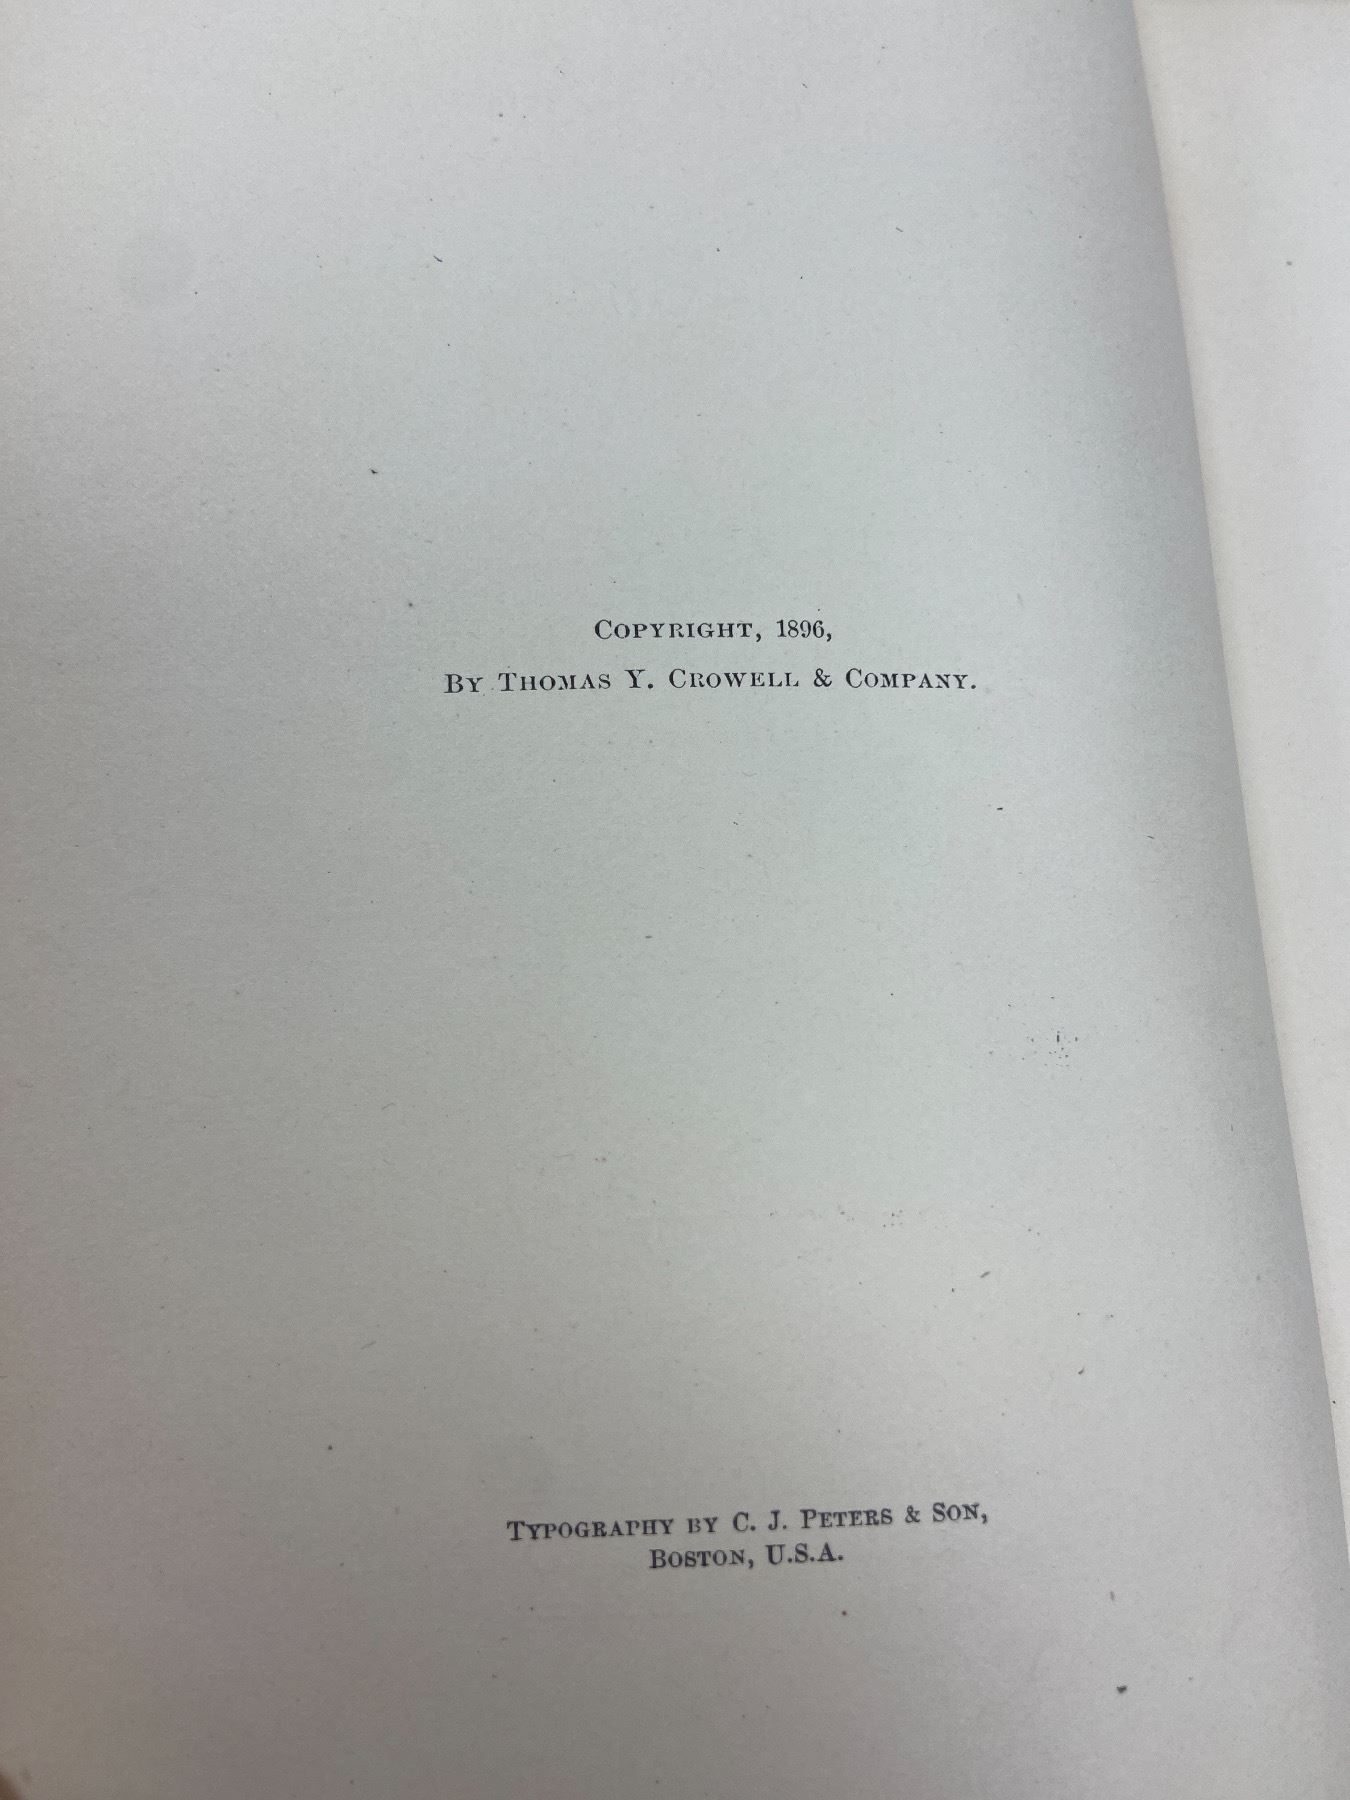 COPYRIGHT, 1896,
BY THOMAS Y. CROWELL & COMPANY.
TYPOGRAPHY BY C. J. PETERS & SON,
BOSTON, U.S.A.